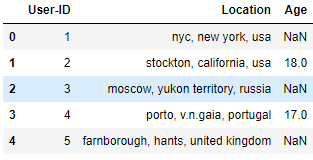 User-ID Location Age
0 1 nyc, new york, usa NaN
1 2 stockton, california, usa 18.0
2 3 moscow, yukon territory, russia NaN
3 4 porto, v.n.gaia, portugal 17.0
4 5 farnborough, hants, united kingdom NaN